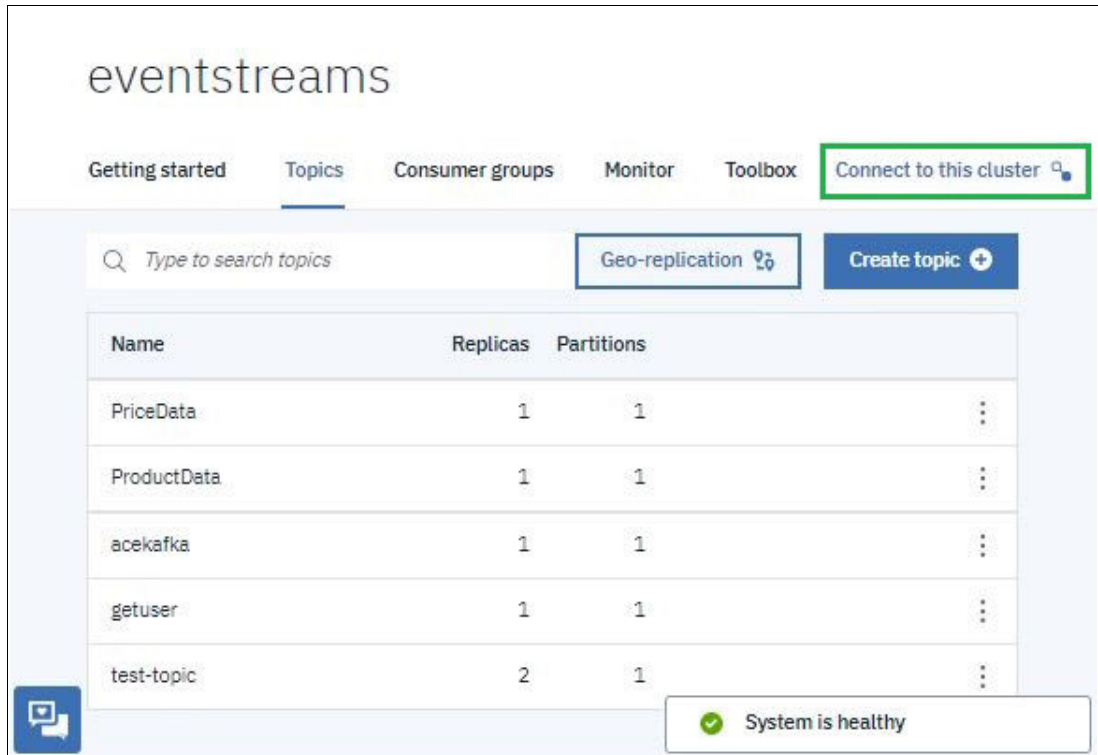 eventstreams
Getting started Topics Consumer groups Monitor Toolbox Connect to this cluster
Type to search topics Geo-replication Create topic
Name Replicas Partitions
PriceData 1 1
ProductData 1 1
acekafka 1 1
getuser 1 1
test-topic 2 1
System is healthy